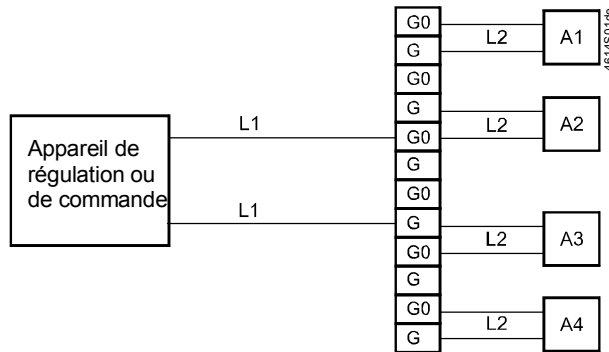 G0
L2
A1
G
G0
G
L2
A2
G0
L1
G
G0
Appareil de
régulation ou
de commande
L1
G
L2
A3
G0
G
G0
L2
A4
G
4614S01de